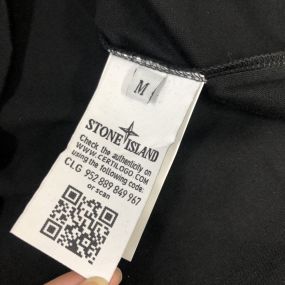 M
STONE ISLAND
Check the authenticity on
WWW.CERTILOGO.COM
using the following code:
CLG 952 889 849 967
or scan